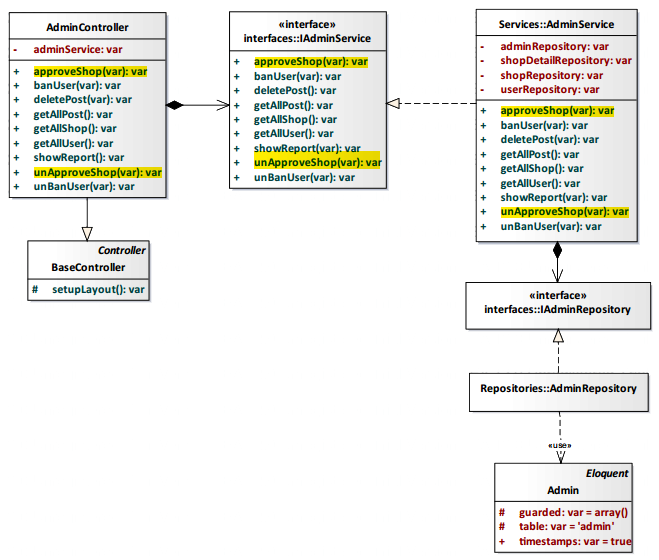 AdminController
- adminService: var
+ approveShop(var): var
+ banUser(var): var
+ deletePost(var): var
+ getAllPost(): var
+ getAllShop(): var
+ getAllUser(): var
+ showReport(): var
+ unApproveShop(var): var
+ unBanUser(var): var
«interface»
interfaces::IAdminService
+ approveShop(var): var
+ banUser(var): var
+ deletePost(): var
+ getAllPost(): var
+ getAllShop(): var
+ getAllUser(): var
+ showReport(var): var
+ unApproveShop(var): var
+ unBanUser(var): var
Services::AdminService
- adminRepository: var
- shopDetailRepository: var
- shopRepository: var
- userRepository: var
+ approveShop(var): var
+ banUser(var): var
+ deletePost(var): var
+ getAllPost(): var
+ getAllShop(): var
+ getAllUser(): var
+ showReport(var): var
+ unApproveShop(var): var
+ unBanUser(var): var
Controller
BaseController
# setupLayout(): var
«interface»
interfaces::IAdminRepository
Repositories::AdminRepository
«use»
Eloquent
Admin
# guarded: var = array()
# table: var = 'admin'
+ timestamps: var = true